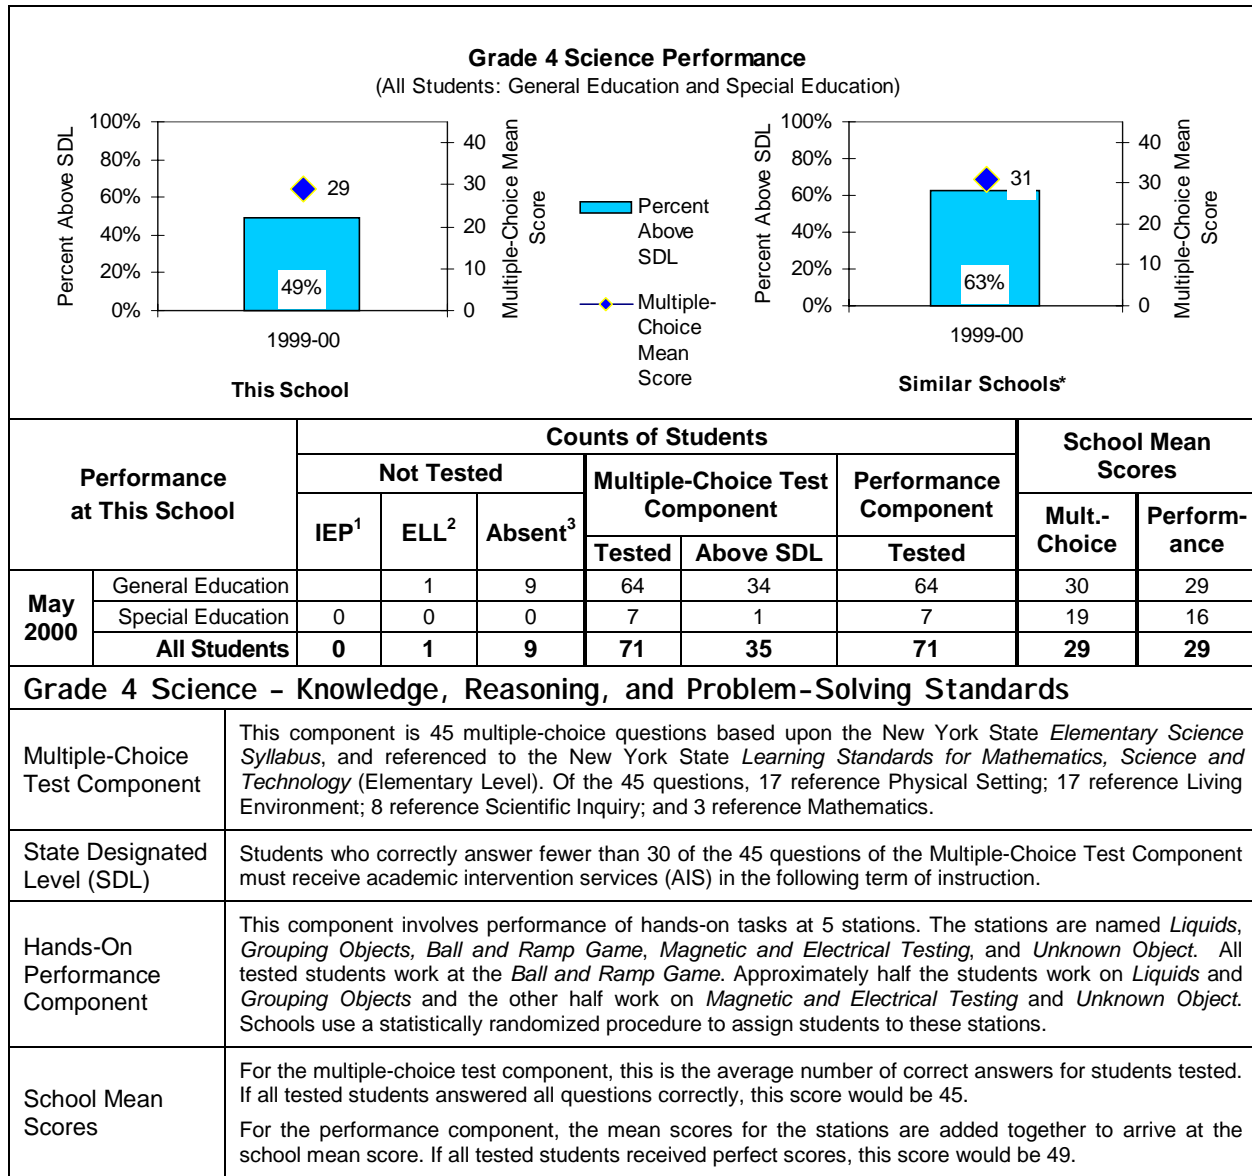 Grade 4 Science Performance
(All Students: General Education and Special Education)
Percent Above SDL
100%
80%
60%
40%
20%
0%
29
49%
1999-00
40
30
20
10
0
Multiple-Choice Mean
Score
This School
Percent
Above
SDL
Multiple-
Choice
Mean
Score
Percent Above SDL
100%
80%
60%
40%
20%
0%
31
63%
1999-00
40
30
20
10
0
Multiple-Choice Mean
Score
Similar Schools*
Performance
at This School
Counts of Students
School Mean
Scores
Not Tested
Multiple-Choice Test
Component
Performance
Component
IEP1 ELL2 Absent3
Mult.-
Choice
Perform-
ance
Tested Above SDL Tested
May
2000
General Education 1 9 64 34 64 30 29
Special Education 0 0 0 7 1 7 19 16
All Students 0 1 9 71 35 71 29 29
Grade 4 Science – Knowledge, Reasoning, and Problem-Solving Standards
Multiple-Choice
Test Component
This component is 45 multiple-choice questions based upon the New York State Elementary Science
Syllabus, and referenced to the New York State Learning Standards for Mathematics, Science and
Technology (Elementary Level). Of the 45 questions, 17 reference Physical Setting; 17 reference Living
Environment; 8 reference Scientific Inquiry; and 3 reference Mathematics.
State Designated
Level (SDL)
Students who correctly answer fewer than 30 of the 45 questions of the Multiple-Choice Test Component
must receive academic intervention services (AIS) in the following term of instruction.
Hands-On
Performance
Component
This component involves performance of hands-on tasks at 5 stations. The stations are named Liquids,
Grouping Objects, Ball and Ramp Game, Magnetic and Electrical Testing, and Unknown Object. All
tested students work at the Ball and Ramp Game. Approximately half the students work on Liquids and
Grouping Objects and the other half work on Magnetic and Electrical Testing and Unknown Object.
Schools use a statistically randomized procedure to assign students to these stations.
School Mean
Scores
For the multiple-choice test component, this is the average number of correct answers for students tested.
If all tested students answered all questions correctly, this score would be 45.
For the performance component, the mean scores for the stations are added together to arrive at the
school mean score. If all tested students received perfect scores, this score would be 49.